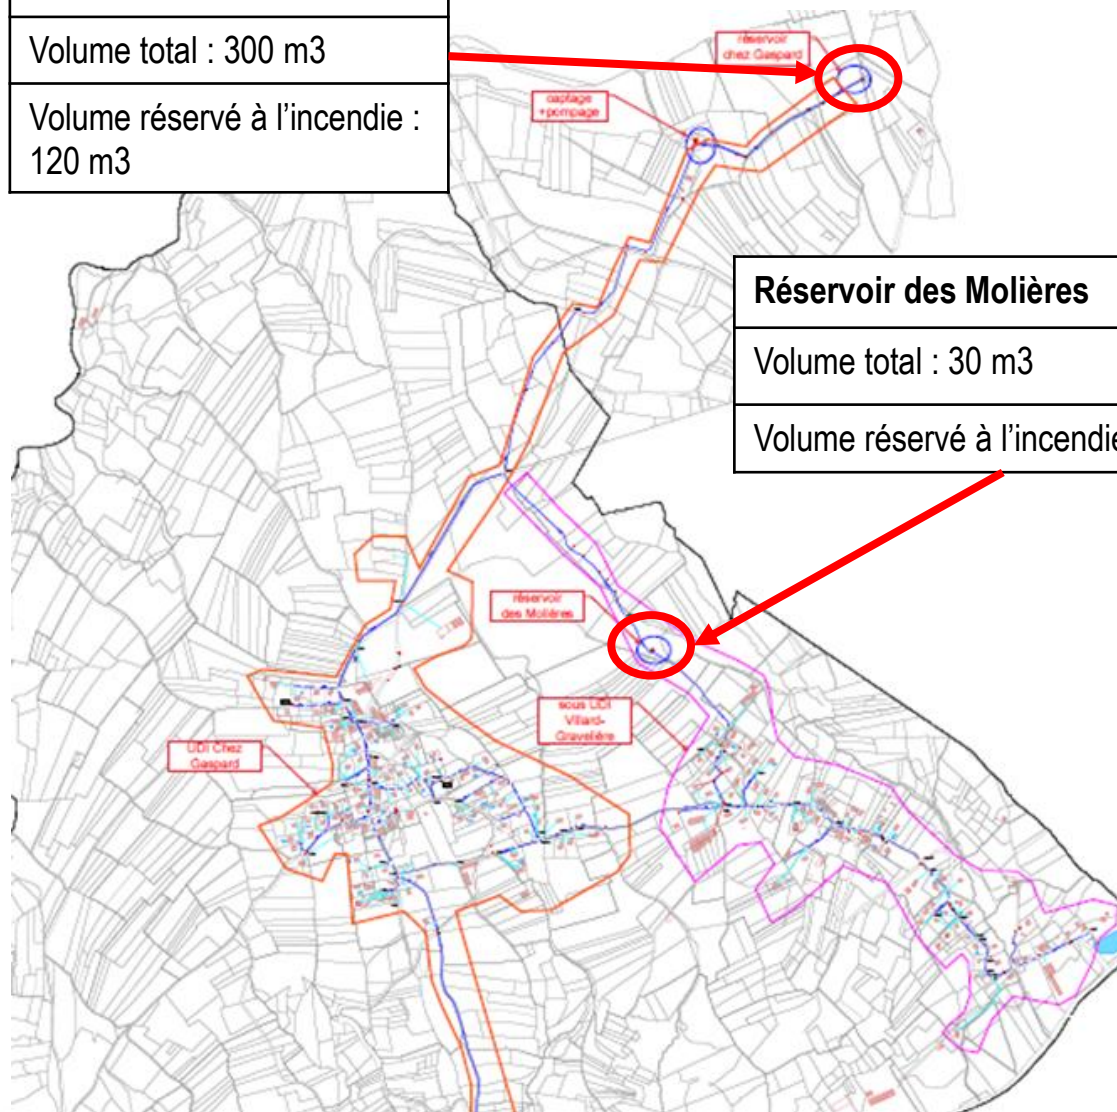 Volume total : 300 m3
Volume réservé à l’incendie :
120 m3
réservoir
chez Gaspard
captage
+pompage
Réservoir des Molières
Volume total : 30 m3
Volume réservé à l’incendie
réservoir
des Molières
sous UDI
Villard-
Gravelière
UDI Chez
Gaspard